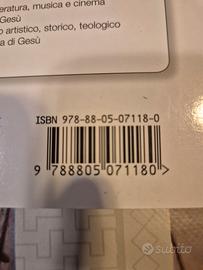 eratura, musica e cinema
Gesù
o artistico, storico, teologico
a di Gesù
ISBN 978-88-05-07118-0
9 788805 071180 >
subito.it